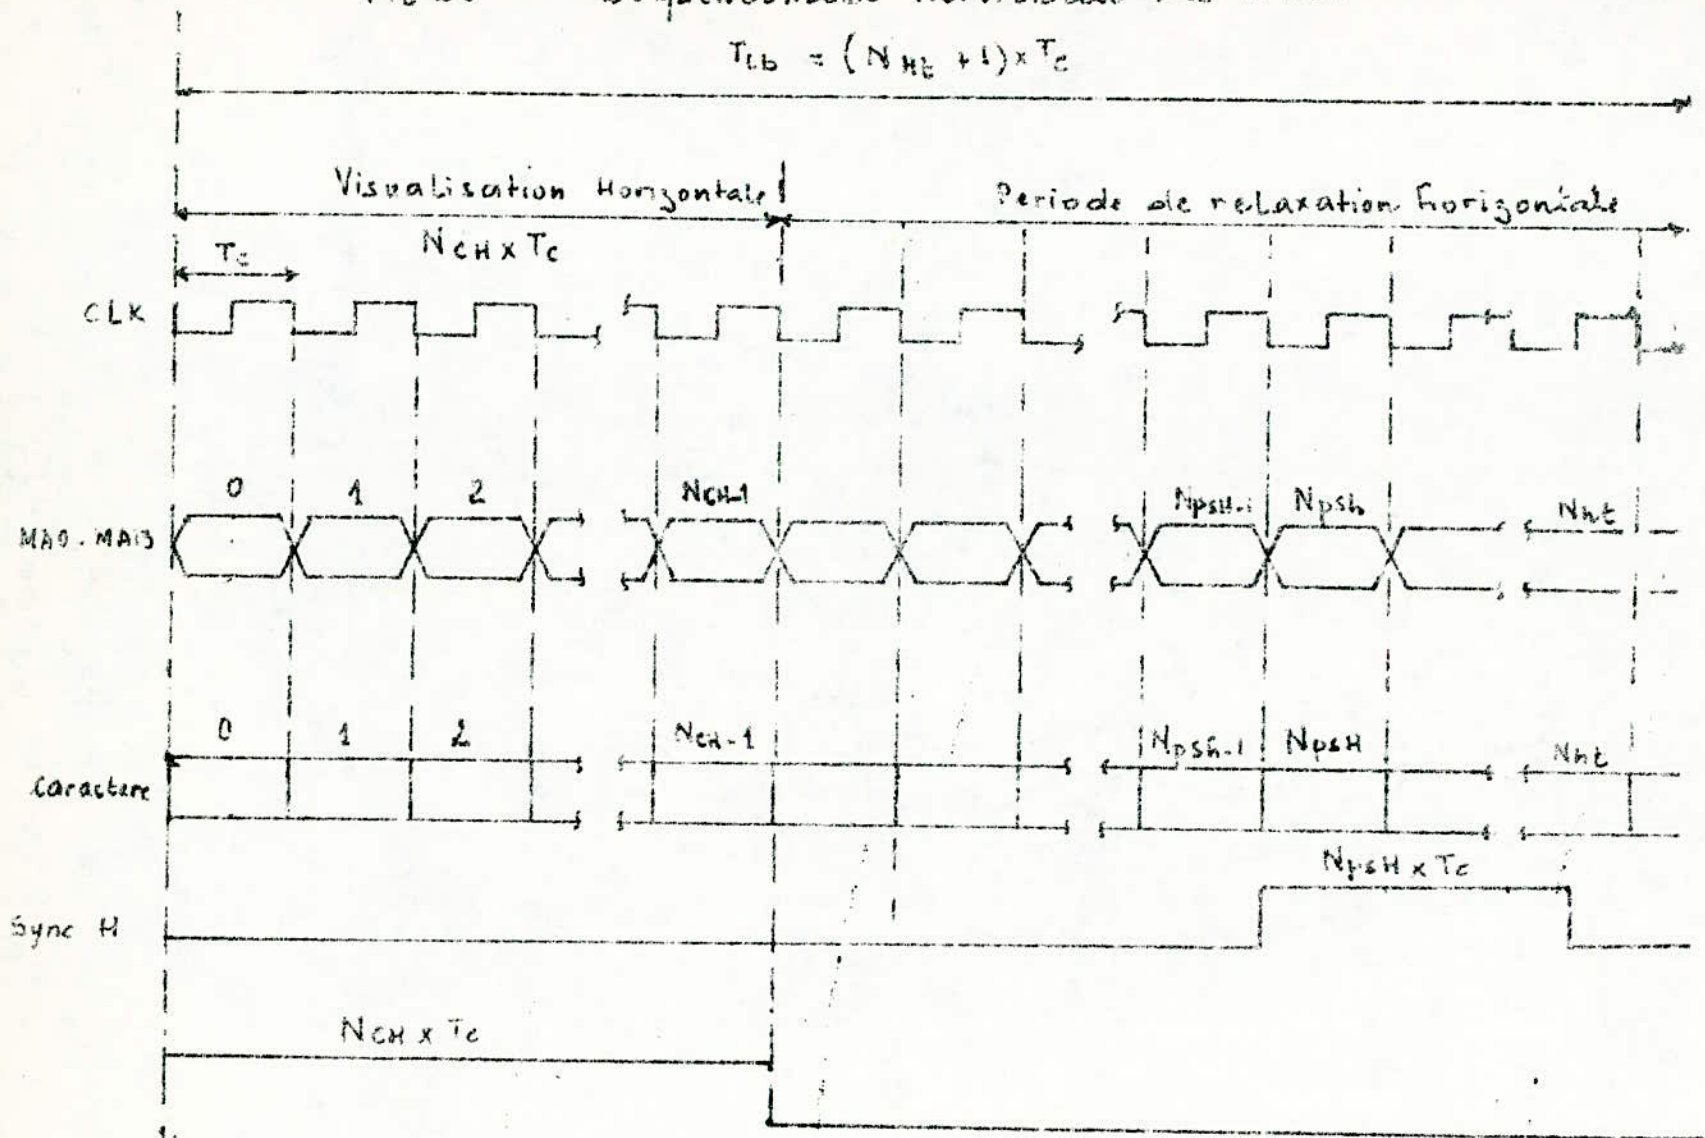 T_Lb = (N_Ht + 1) x T_c
Visualisation Horizontale
Periode de relaxation horizontale
N_CH x T_c
T_c
CLK
0 1 2 N_CH-1 N_psH-1 N_psh N_ht
MA0-MA13
0 1 2 N_CH-1 N_psh-1 N_psH N_ht
Caractere
N_psH x T_c
Sync H
N_CH x T_c